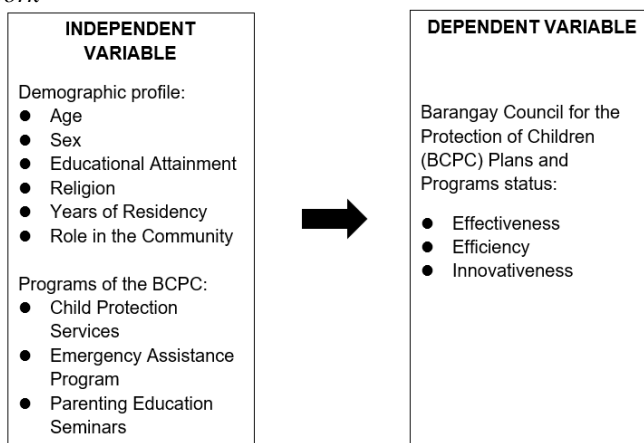 INDEPENDENT
VARIABLE
Demographic profile:
● Age
● Sex
● Educational Attainment
● Religion
● Years of Residency
● Role in the Community
Programs of the BCPC:
● Child Protection
Services
● Emergency Assistance
Program
● Parenting Education
Seminars
DEPENDENT VARIABLE
Barangay Council for the
Protection of Children
(BCPC) Plans and
Programs status:
● Effectiveness
● Efficiency
● Innovativeness